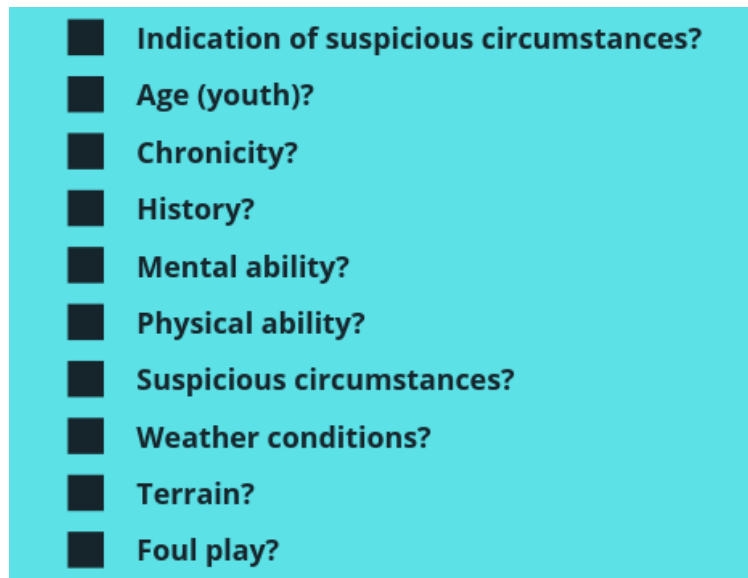 Indication of suspicious circumstances?
Age (youth)?
Chronicity?
History?
Mental ability?
Physical ability?
Suspicious circumstances?
Weather conditions?
Terrain?
Foul play?